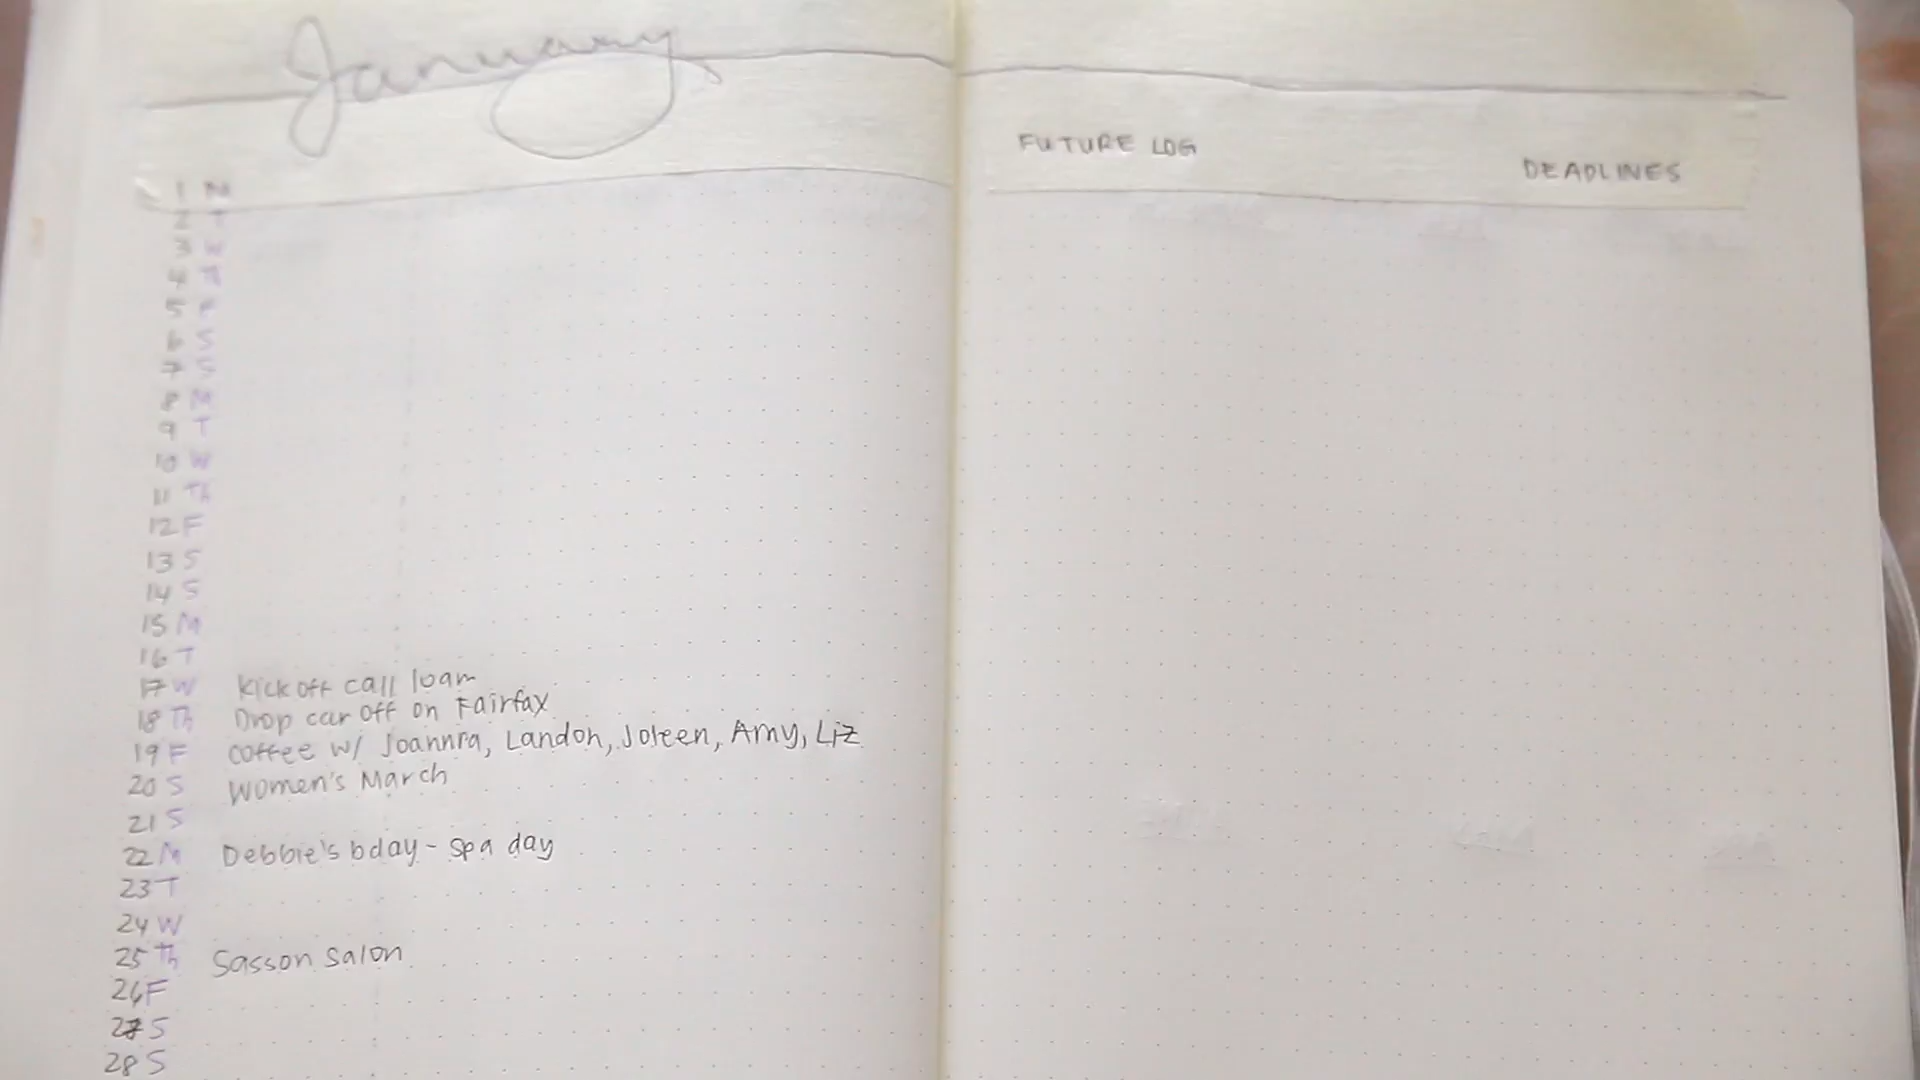 January
FUTURE LOG
DEADLINES
1 M
2 T
3 W
4 Th
5 F
6 S
7 S
8 M
9 T
10 W
11 Th
12 F
13 S
14 S
15 M
16 T
17 W Kick off call loam
18 Th Drop car off on Fairfax
19 F coffee w/ Joannra, Landon, Joleen, Amy, Liz
20 S Women's March
21 S
22 M Debbie's bday - spa day
23 T
24 W
25 Th Sasson salon
26 F
27 S
28 S